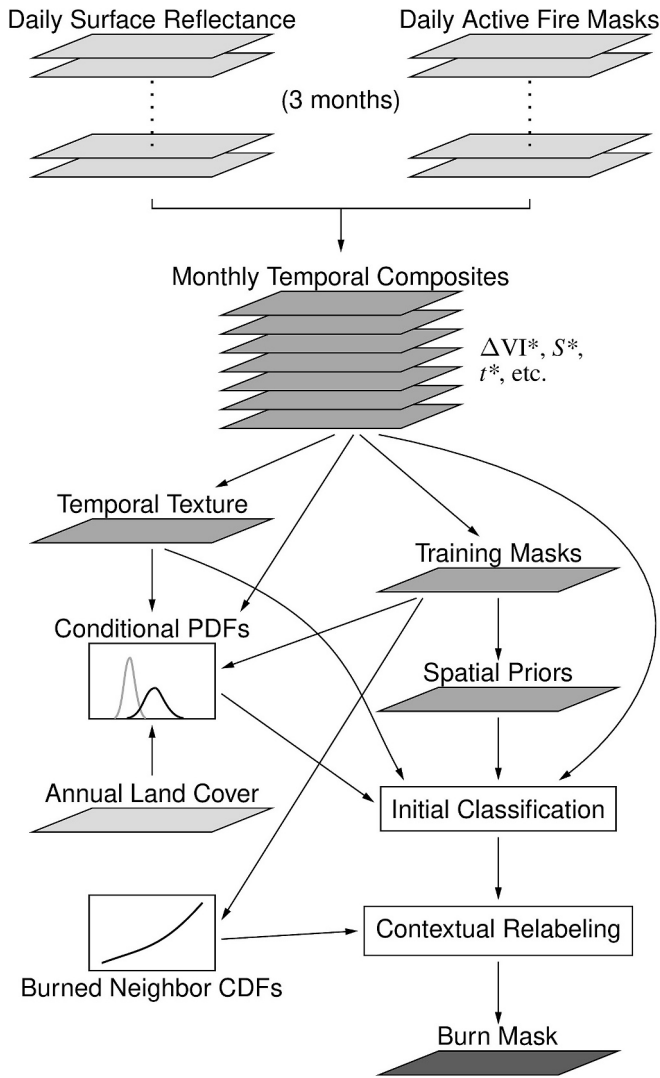 Daily Surface Reflectance
Daily Active Fire Masks
(3 months)
Monthly Temporal Composites
ΔVI*, S*,
t*, etc.
Temporal Texture
Training Masks
Conditional PDFs
Spatial Priors
Annual Land Cover
Initial Classification
Contextual Relabeling
Burned Neighbor CDFs
Burn Mask